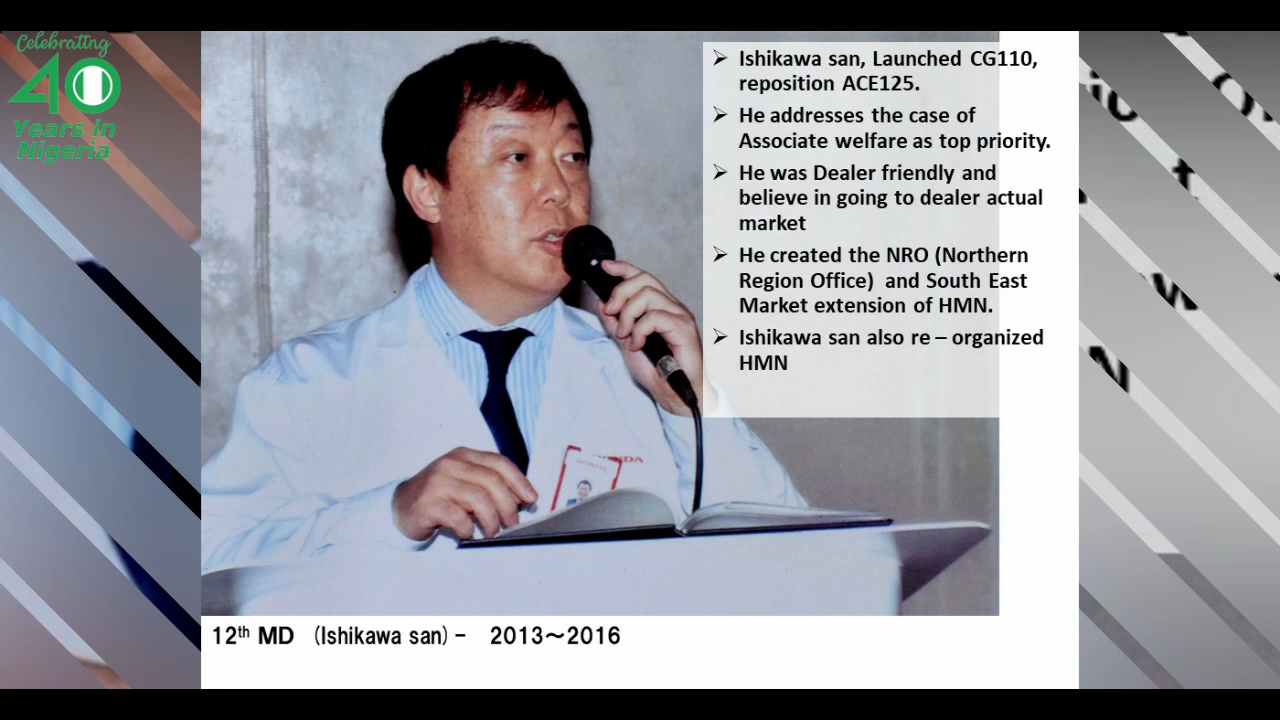 Celebrating
40
Years in
Nigeria
➢ Ishikawa san, Launched CG110,
reposition ACE125.
➢ He addresses the case of
Associate welfare as top priority.
➢ He was Dealer friendly and
believe in going to dealer actual
market
➢ He created the NRO (Northern
Region Office) and South East
Market extension of HMN.
➢ Ishikawa san also re – organized
HMN
HONDA
12th MD (Ishikawa san) - 2013~2016